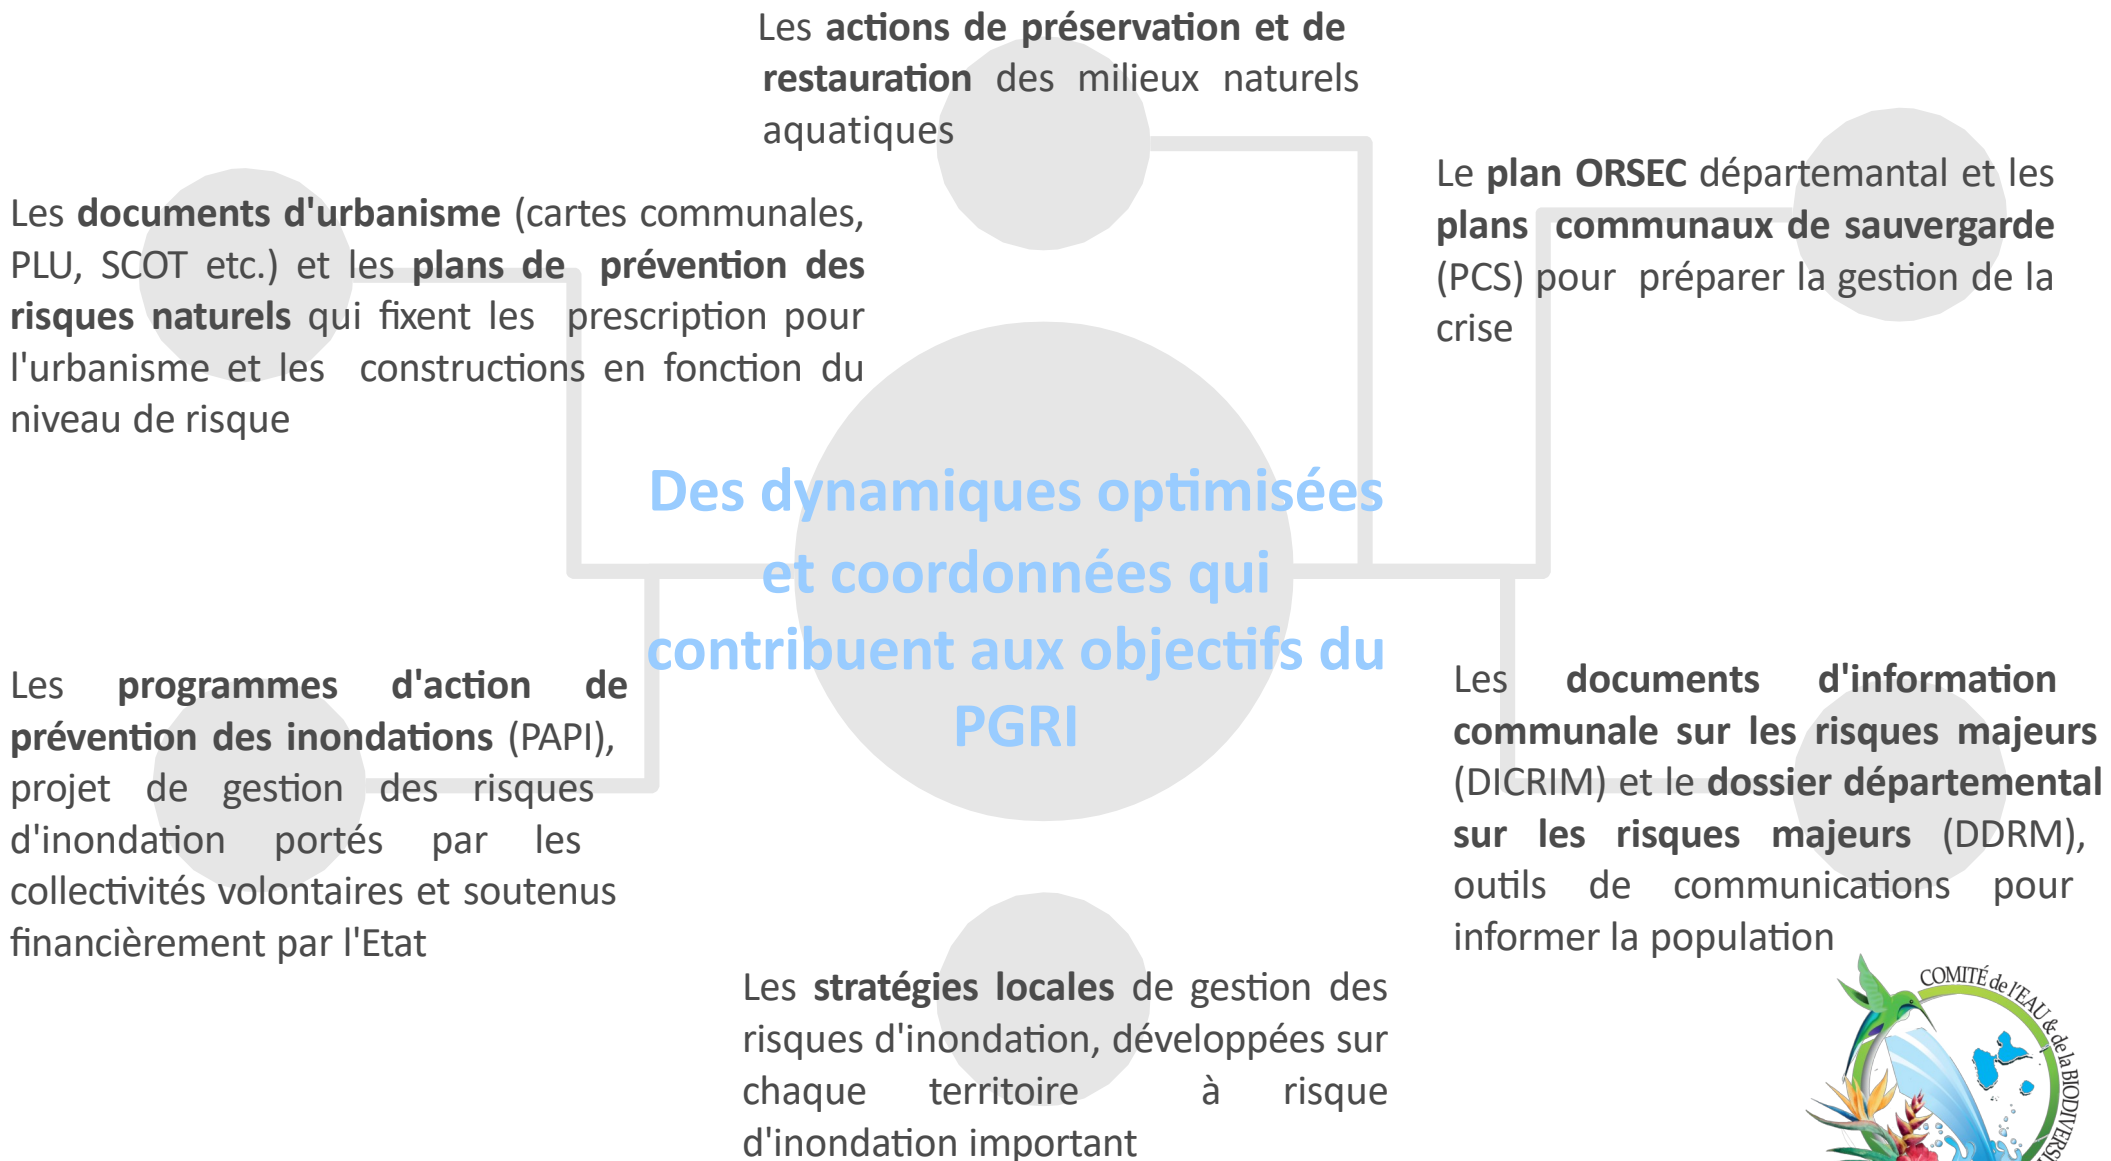 Les actions de préservation et de
restauration des milieux naturels
aquatiques
Les documents d'urbanisme (cartes communales,
PLU, SCOT etc.) et les plans de prévention des
risques naturels qui fixent les prescription pour
l'urbanisme et les constructions en fonction du
niveau de risque
Le plan ORSEC départemantal et les
plans communaux de sauvergarde
(PCS) pour préparer la gestion de la
crise
Des dynamiques optimisées
et coordonnées qui
contribuent aux objectifs du
PGRI
Les programmes d'action de
prévention des inondations (PAPI),
projet de gestion des risques
d'inondation portés par les
collectivités volontaires et soutenus
financièrement par l'Etat
Les documents d'information
communale sur les risques majeurs
(DICRIM) et le dossier départemental
sur les risques majeurs (DDRM),
outils de communications pour
informer la population
Les stratégies locales de gestion des
risques d'inondation, développées sur
chaque territoire à risque
d'inondation important
COMITÉ de l'EAU & de la BIODIVERSI